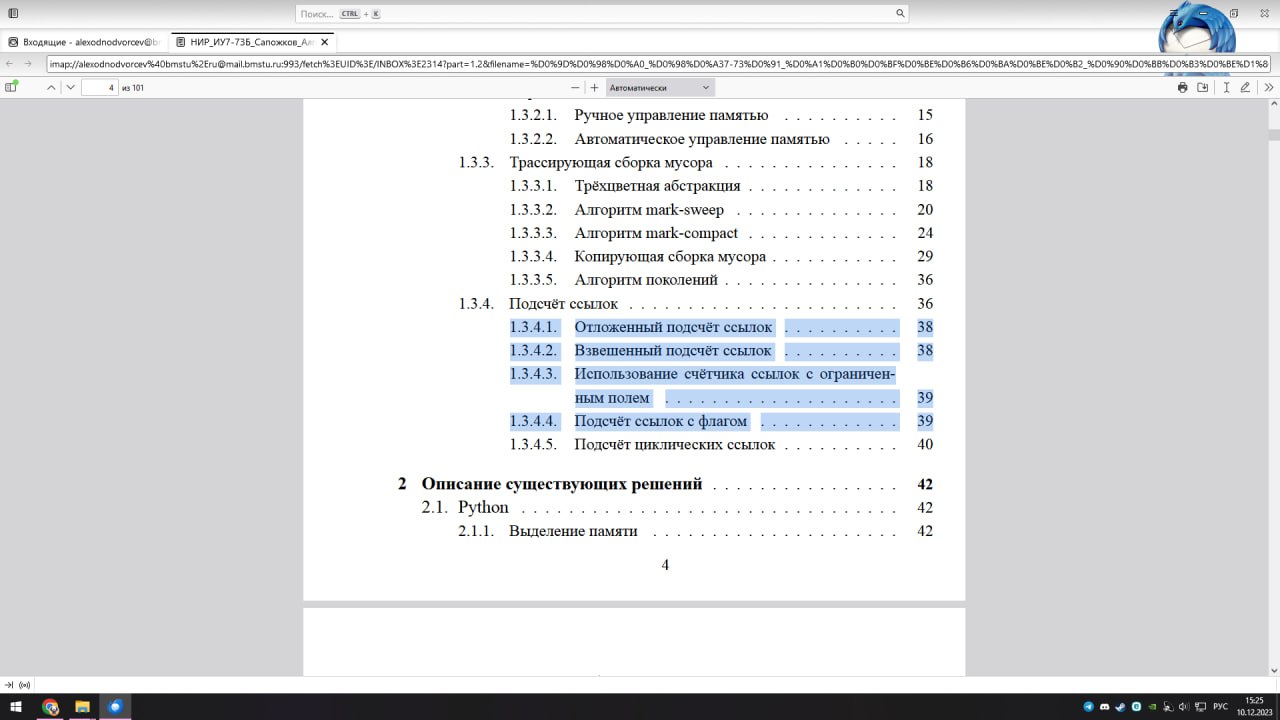 Поиск... CTRL + K
Входящие - alexodnodvorcev@b
НИР_ИУ7-73Б_Сапожков_Ал
imap://alexodnodvorcev%40bmstu%2Eru@mail.bmstu.ru:993/fetch%3EUID%3E/INBOX%3E2314?part=1.2&filename=%D0%9D%D0%98%D0%A0_%D0%98%D0%A37-73%D0%91_%D0%A1%D0%B0%D0%BF%D0%BE%D0%B6%D0%BA%D0%BE%D0%B2_%D0%90%D0%BB%D0%B3%D0%BE%D1%8
4 из 101
Автоматически
1.3.2.1. Ручное управление памятью . . . . . . . . . . 15
1.3.2.2. Автоматическое управление памятью . . . . . 16
1.3.3. Трассирующая сборка мусора . . . . . . . . . . . . . . . 18
1.3.3.1. Трёхцветная абстракция . . . . . . . . . . . . . 18
1.3.3.2. Алгоритм mark-sweep . . . . . . . . . . . . . . 20
1.3.3.3. Алгоритм mark-compact . . . . . . . . . . . . . 24
1.3.3.4. Копирующая сборка мусора . . . . . . . . . . . 29
1.3.3.5. Алгоритм поколений . . . . . . . . . . . . . . . 36
1.3.4. Подсчёт ссылок . . . . . . . . . . . . . . . . . . . . . . . 36
1.3.4.1. Отложенный подсчёт ссылок . . . . . . . . . . 38
1.3.4.2. Взвешенный подсчёт ссылок . . . . . . . . . . 38
1.3.4.3. Использование счётчика ссылок с ограничен-
ным полем . . . . . . . . . . . . . . . . . . . . 39
1.3.4.4. Подсчёт ссылок с флагом . . . . . . . . . . . . 39
1.3.4.5. Подсчёт циклических ссылок . . . . . . . . . . 40
2 Описание существующих решений . . . . . . . . . . . . . . . . 42
2.1. Python . . . . . . . . . . . . . . . . . . . . . . . . . . . . . . . . 42
2.1.1. Выделение памяти . . . . . . . . . . . . . . . . . . . . . 42
4
РУС
15:25
10.12.2023